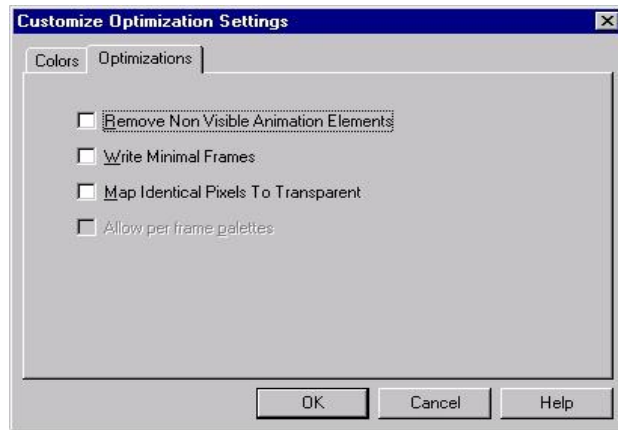 Customize Optimization Settings
Colors Optimizations
Remove Non Visible Animation Elements
Write Minimal Frames
Map Identical Pixels To Transparent
Allow per frame palettes
OK Cancel Help